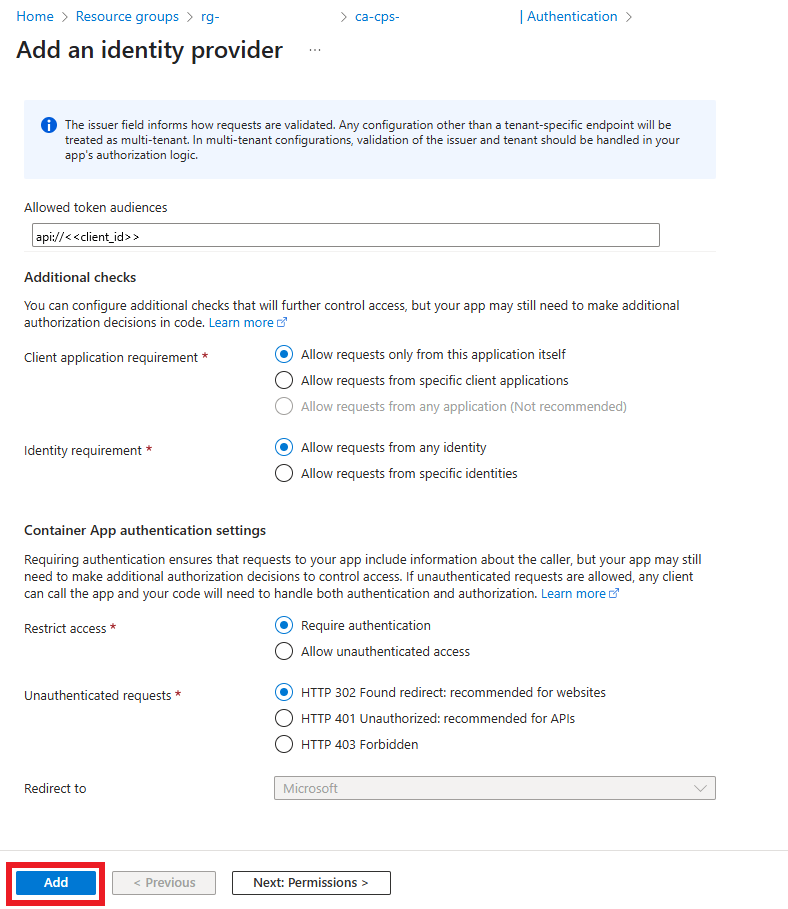 Home > Resource groups > rg- > ca-cps- | Authentication >
Add an identity provider ...
The issuer field informs how requests are validated. Any configuration other than a tenant-specific endpoint will be
treated as multi-tenant. In multi-tenant configurations, validation of the issuer and tenant should be handled in your
app's authorization logic.
Allowed token audiences
api://<<client_id>>
Additional checks
You can configure additional checks that will further control access, but your app may still need to make additional
authorization decisions in code. Learn more
Client application requirement *
Allow requests only from this application itself
Allow requests from specific client applications
Allow requests from any application (Not recommended)
Identity requirement *
Allow requests from any identity
Allow requests from specific identities
Container App authentication settings
Requiring authentication ensures that requests to your app include information about the caller, but your app may still
need to make additional authorization decisions to control access. If unauthenticated requests are allowed, any client
can call the app and your code will need to handle both authentication and authorization. Learn more
Restrict access *
Require authentication
Allow unauthenticated access
Unauthenticated requests *
HTTP 302 Found redirect: recommended for websites
HTTP 401 Unauthorized: recommended for APIs
HTTP 403 Forbidden
Redirect to
Microsoft
Add
< Previous
Next: Permissions >